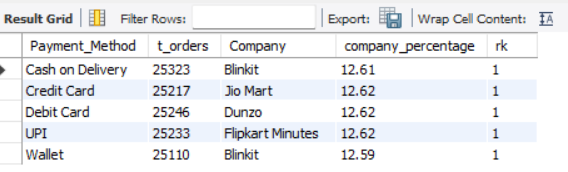 Result Grid Filter Rows: Export: Wrap Cell Content:
Payment_Method t_orders Company company_percentage rk
Cash on Delivery 25323 Blinkit 12.61 1
Credit Card 25217 Jio Mart 12.62 1
Debit Card 25246 Dunzo 12.62 1
UPI 25233 Flipkart Minutes 12.62 1
Wallet 25110 Blinkit 12.59 1